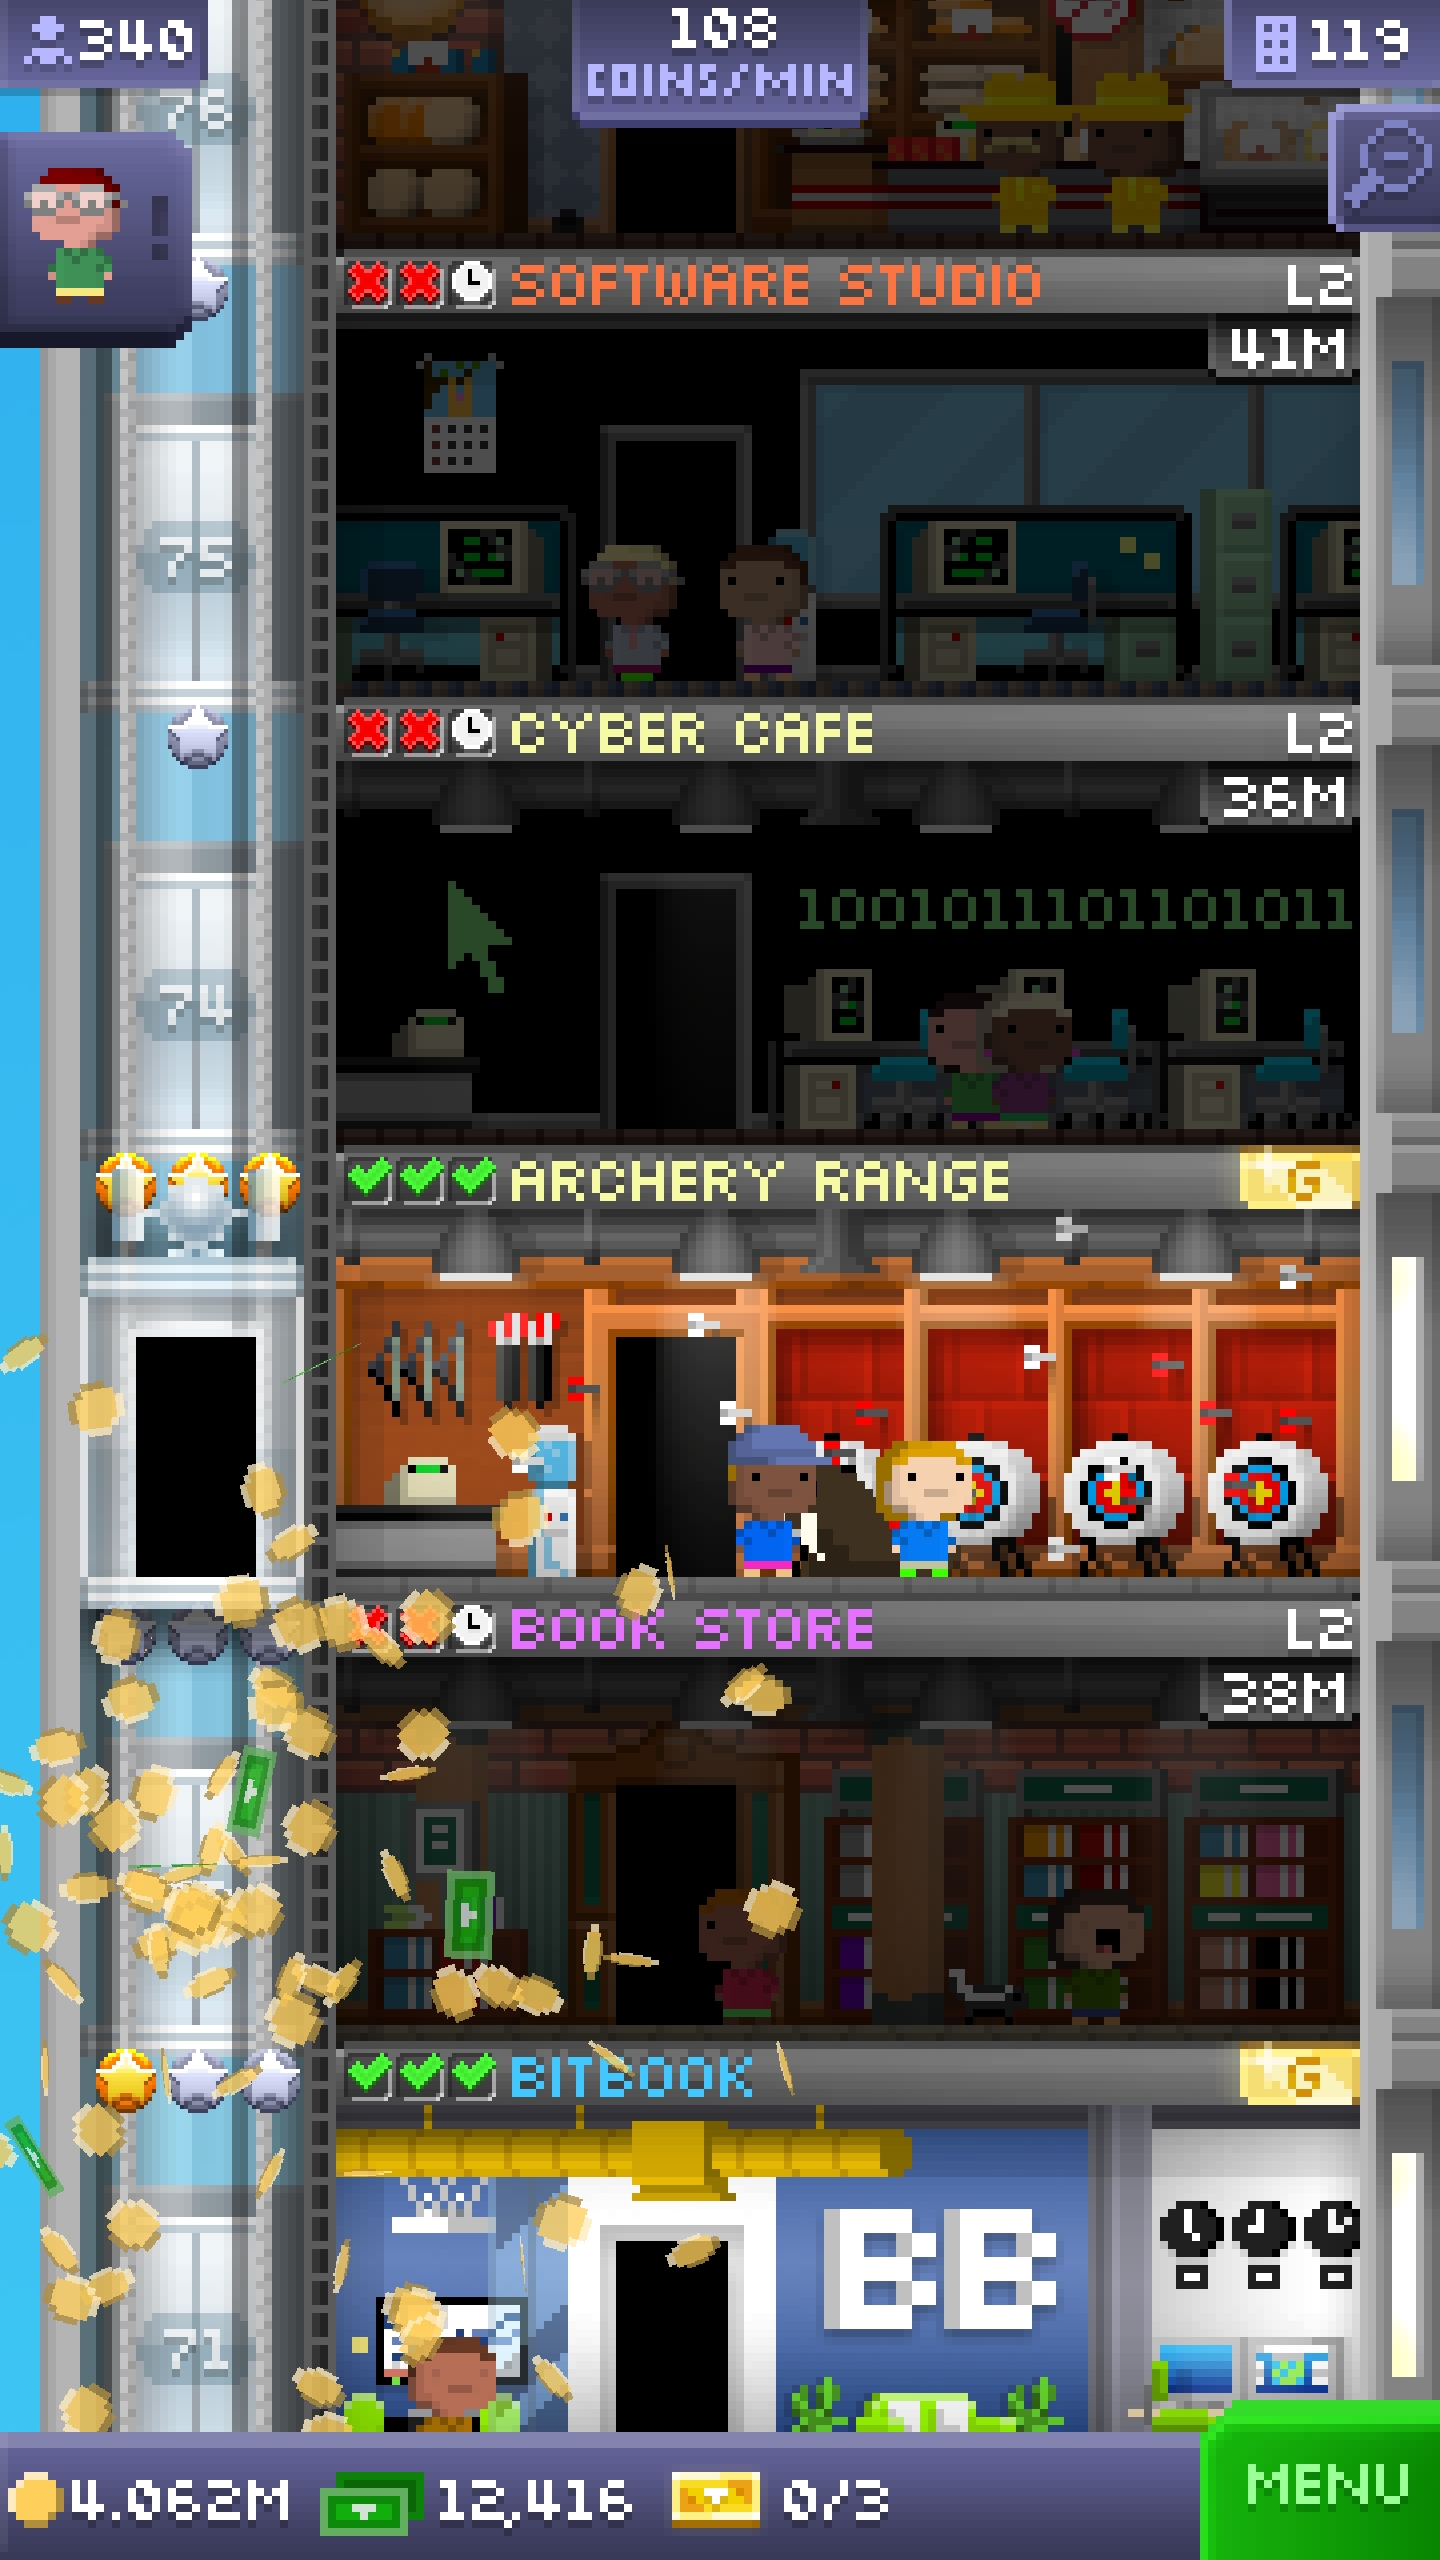 340
108
COINS/MIN
119
76
SOFTWARE STUDIO
L2
41M
75
CYBER CAFE
L2
36M
1001011101101011
74
ARCHERY RANGE
G
BOOK STORE
L2
38M
BITBOOK
G
BB
71
4.062M
12,416
0/3
MENU